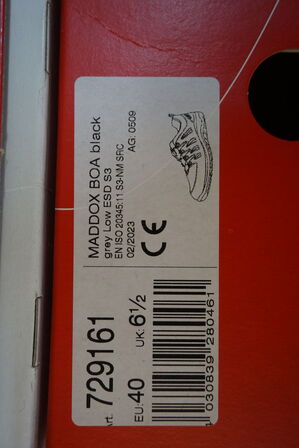 MADDOX BOA black
grey Low ESD S3
EN ISO 20345:11 S3-NM SRC
02/2023 AG: 0509
CE
Art. 729161
EU: 40 UK: 6½
030839 280461